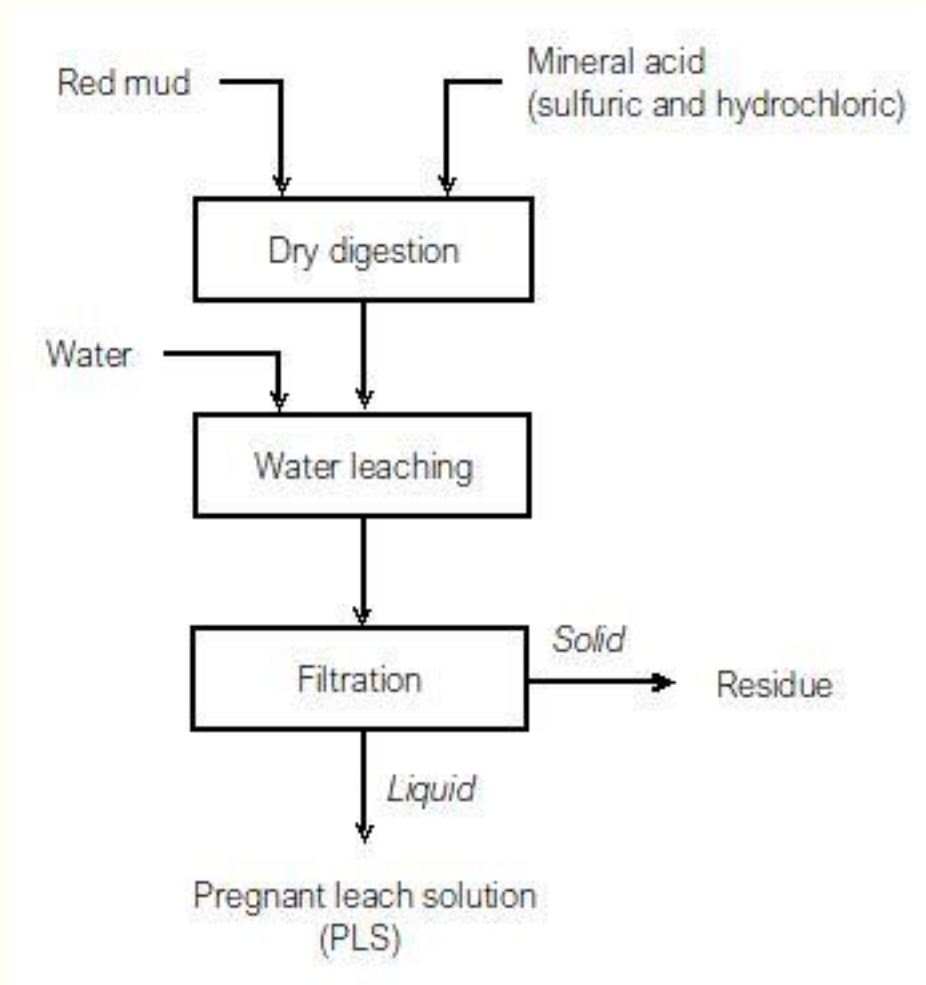 Red mud
Mineral acid
(sulfuric and hydrochloric)
Dry digestion
Water
Water leaching
Filtration
Solid
Residue
Liquid
Pregnant leach solution
(PLS)